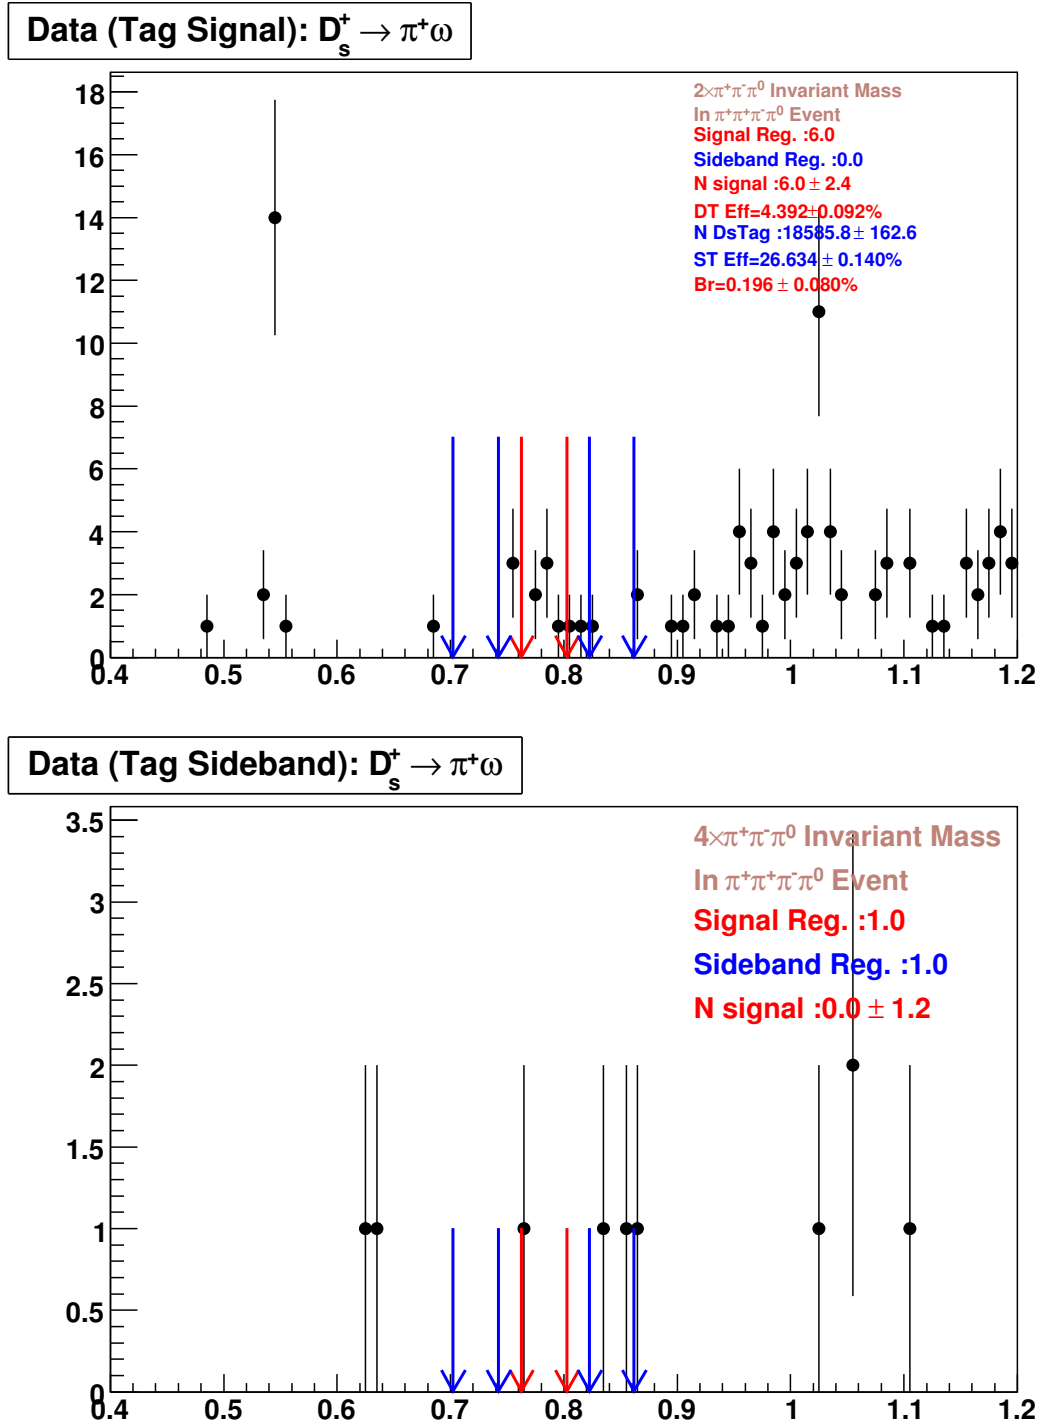 Data (Tag Signal): D_s^+ → π⁺ω
18
16
14
12
10
8
6
4
2
0
2×π⁺π⁻π⁰ Invariant Mass
In π⁺π⁺π⁻π⁰ Event
Signal Reg. :6.0
Sideband Reg. :0.0
N signal :6.0 ± 2.4
DT Eff=4.392±0.092%
N DsTag :18585.8 ± 162.6
ST Eff=26.634 ± 0.140%
Br=0.196 ± 0.080%
0.4 0.5 0.6 0.7 0.8 0.9 1 1.1 1.2
Data (Tag Sideband): D_s^+ → π⁺ω
3.5
3
2.5
2
1.5
1
0.5
0
4×π⁺π⁻π⁰ Invariant Mass
In π⁺π⁺π⁻π⁰ Event
Signal Reg. :1.0
Sideband Reg. :1.0
N signal :0.0 ± 1.2
0.4 0.5 0.6 0.7 0.8 0.9 1 1.1 1.2